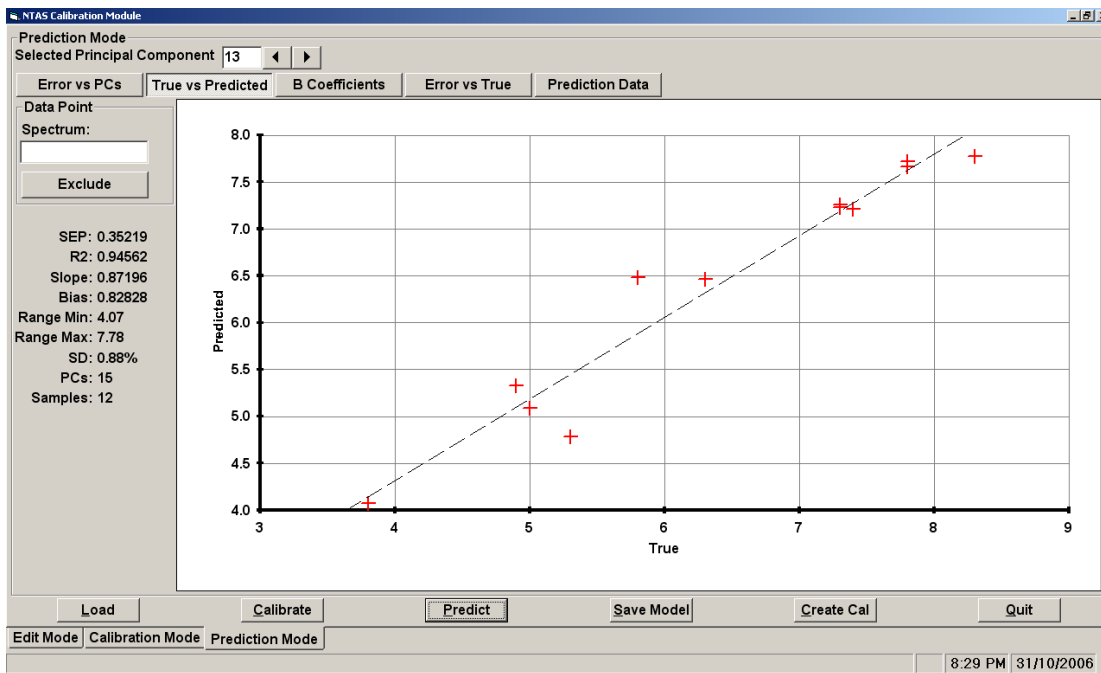 NTAS Calibration Module
Prediction Mode
Selected Principal Component 13
Error vs PCs True vs Predicted B Coefficients Error vs True Prediction Data
Data Point
Spectrum:
Exclude
SEP: 0.35219
R2: 0.94562
Slope: 0.87196
Bias: 0.82828
Range Min: 4.07
Range Max: 7.78
SD: 0.88%
PCs: 15
Samples: 12
8.0
7.5
7.0
6.5
6.0
5.5
5.0
4.5
4.0
Predicted
3 4 5 6 7 8 9
True
Load Calibrate Predict Save Model Create Cal Quit
Edit Mode Calibration Mode Prediction Mode
8:29 PM 31/10/2006